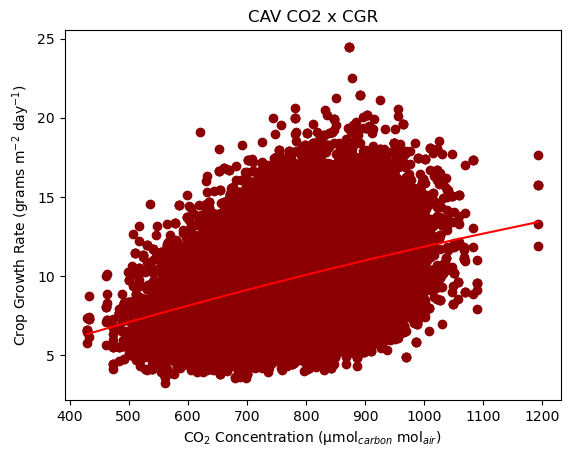 CAV CO2 x CGR
25
20
15
10
5
Crop Growth Rate (grams m⁻² day⁻¹)
400 500 600 700 800 900 1000 1100 1200
CO₂ Concentration (μmol_carbon mol_air)